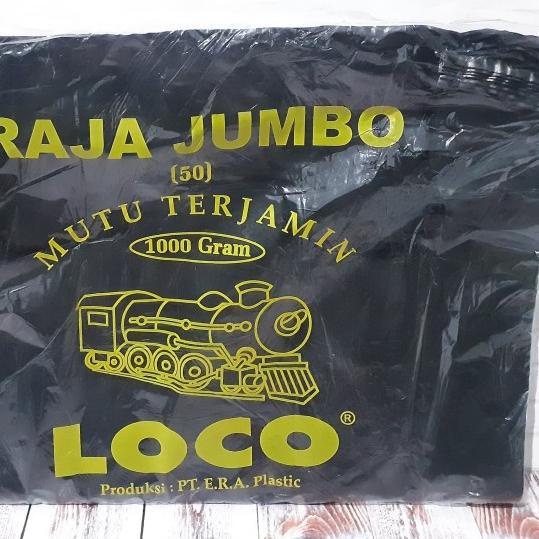 RAJA JUMBO
(50)
MUTU TERJAMIN
1000 Gram
LOCO®
Produksi : PT. E.R.A. Plastic